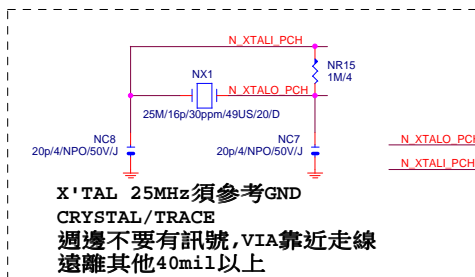 N_XTALI_PCH
NR15
1M/4
NX1
N_XTALO_PCH
25M/16p/30ppm/49US/20/D
NC8
20p/4/NPO/50V/J
NC7
20p/4/NPO/50V/J
N_XTALO_PCH
N_XTALI_PCH
X'TAL 25MHz須參考GND
CRYSTAL/TRACE
週邊不要有訊號,VIA靠近走線
遠離其他40mil以上